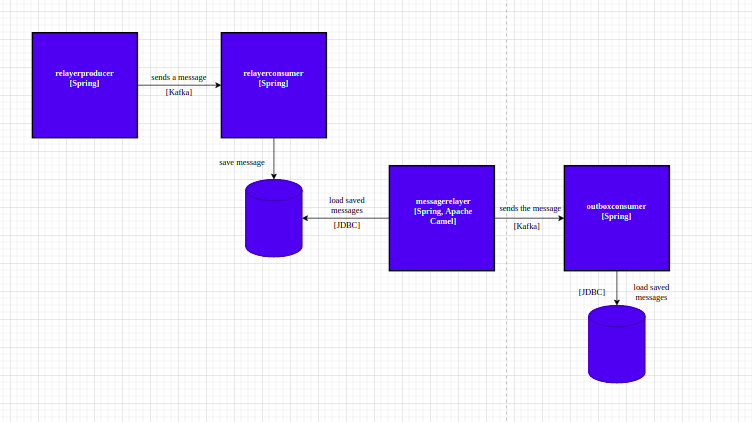 relayerproducer
[Spring]
sends a message
[Kafka]
relayerconsumer
[Spring]
save message
load saved
messages
[JDBC]
messagerelayer
[Spring, Apache
Camel]
sends the message
[Kafka]
outboxconsumer
[Spring]
[JDBC]
load saved
messages